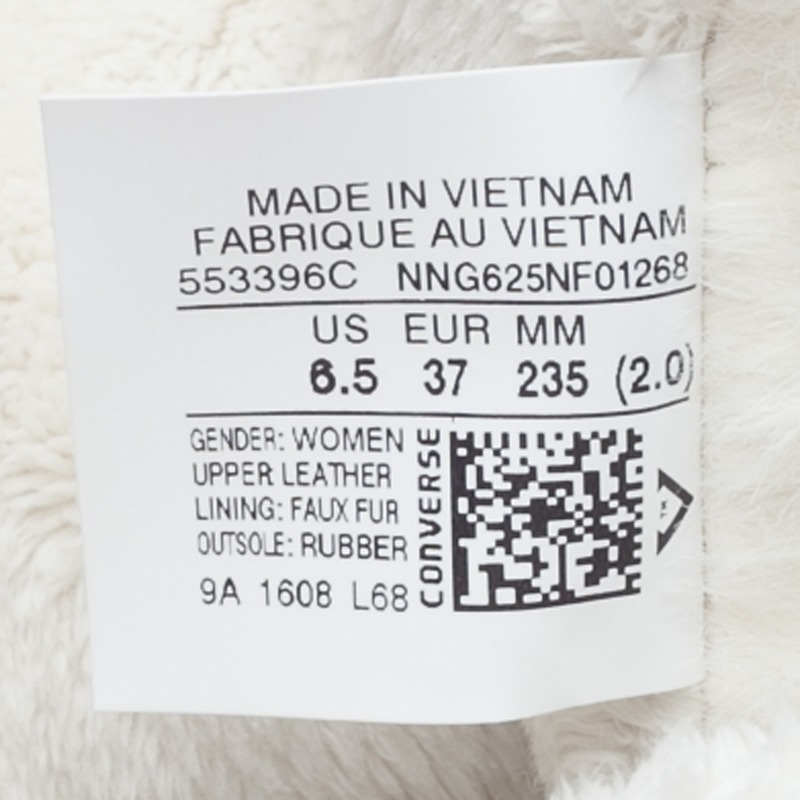 MADE IN VIETNAM
FABRIQUE AU VIETNAM
553396C NNG625NF01268
US EUR MM
6.5 37 235 (2.0)
GENDER: WOMEN
UPPER: LEATHER
LINING: FAUX FUR
OUTSOLE: RUBBER
9A 1608 L68
CONVERSE